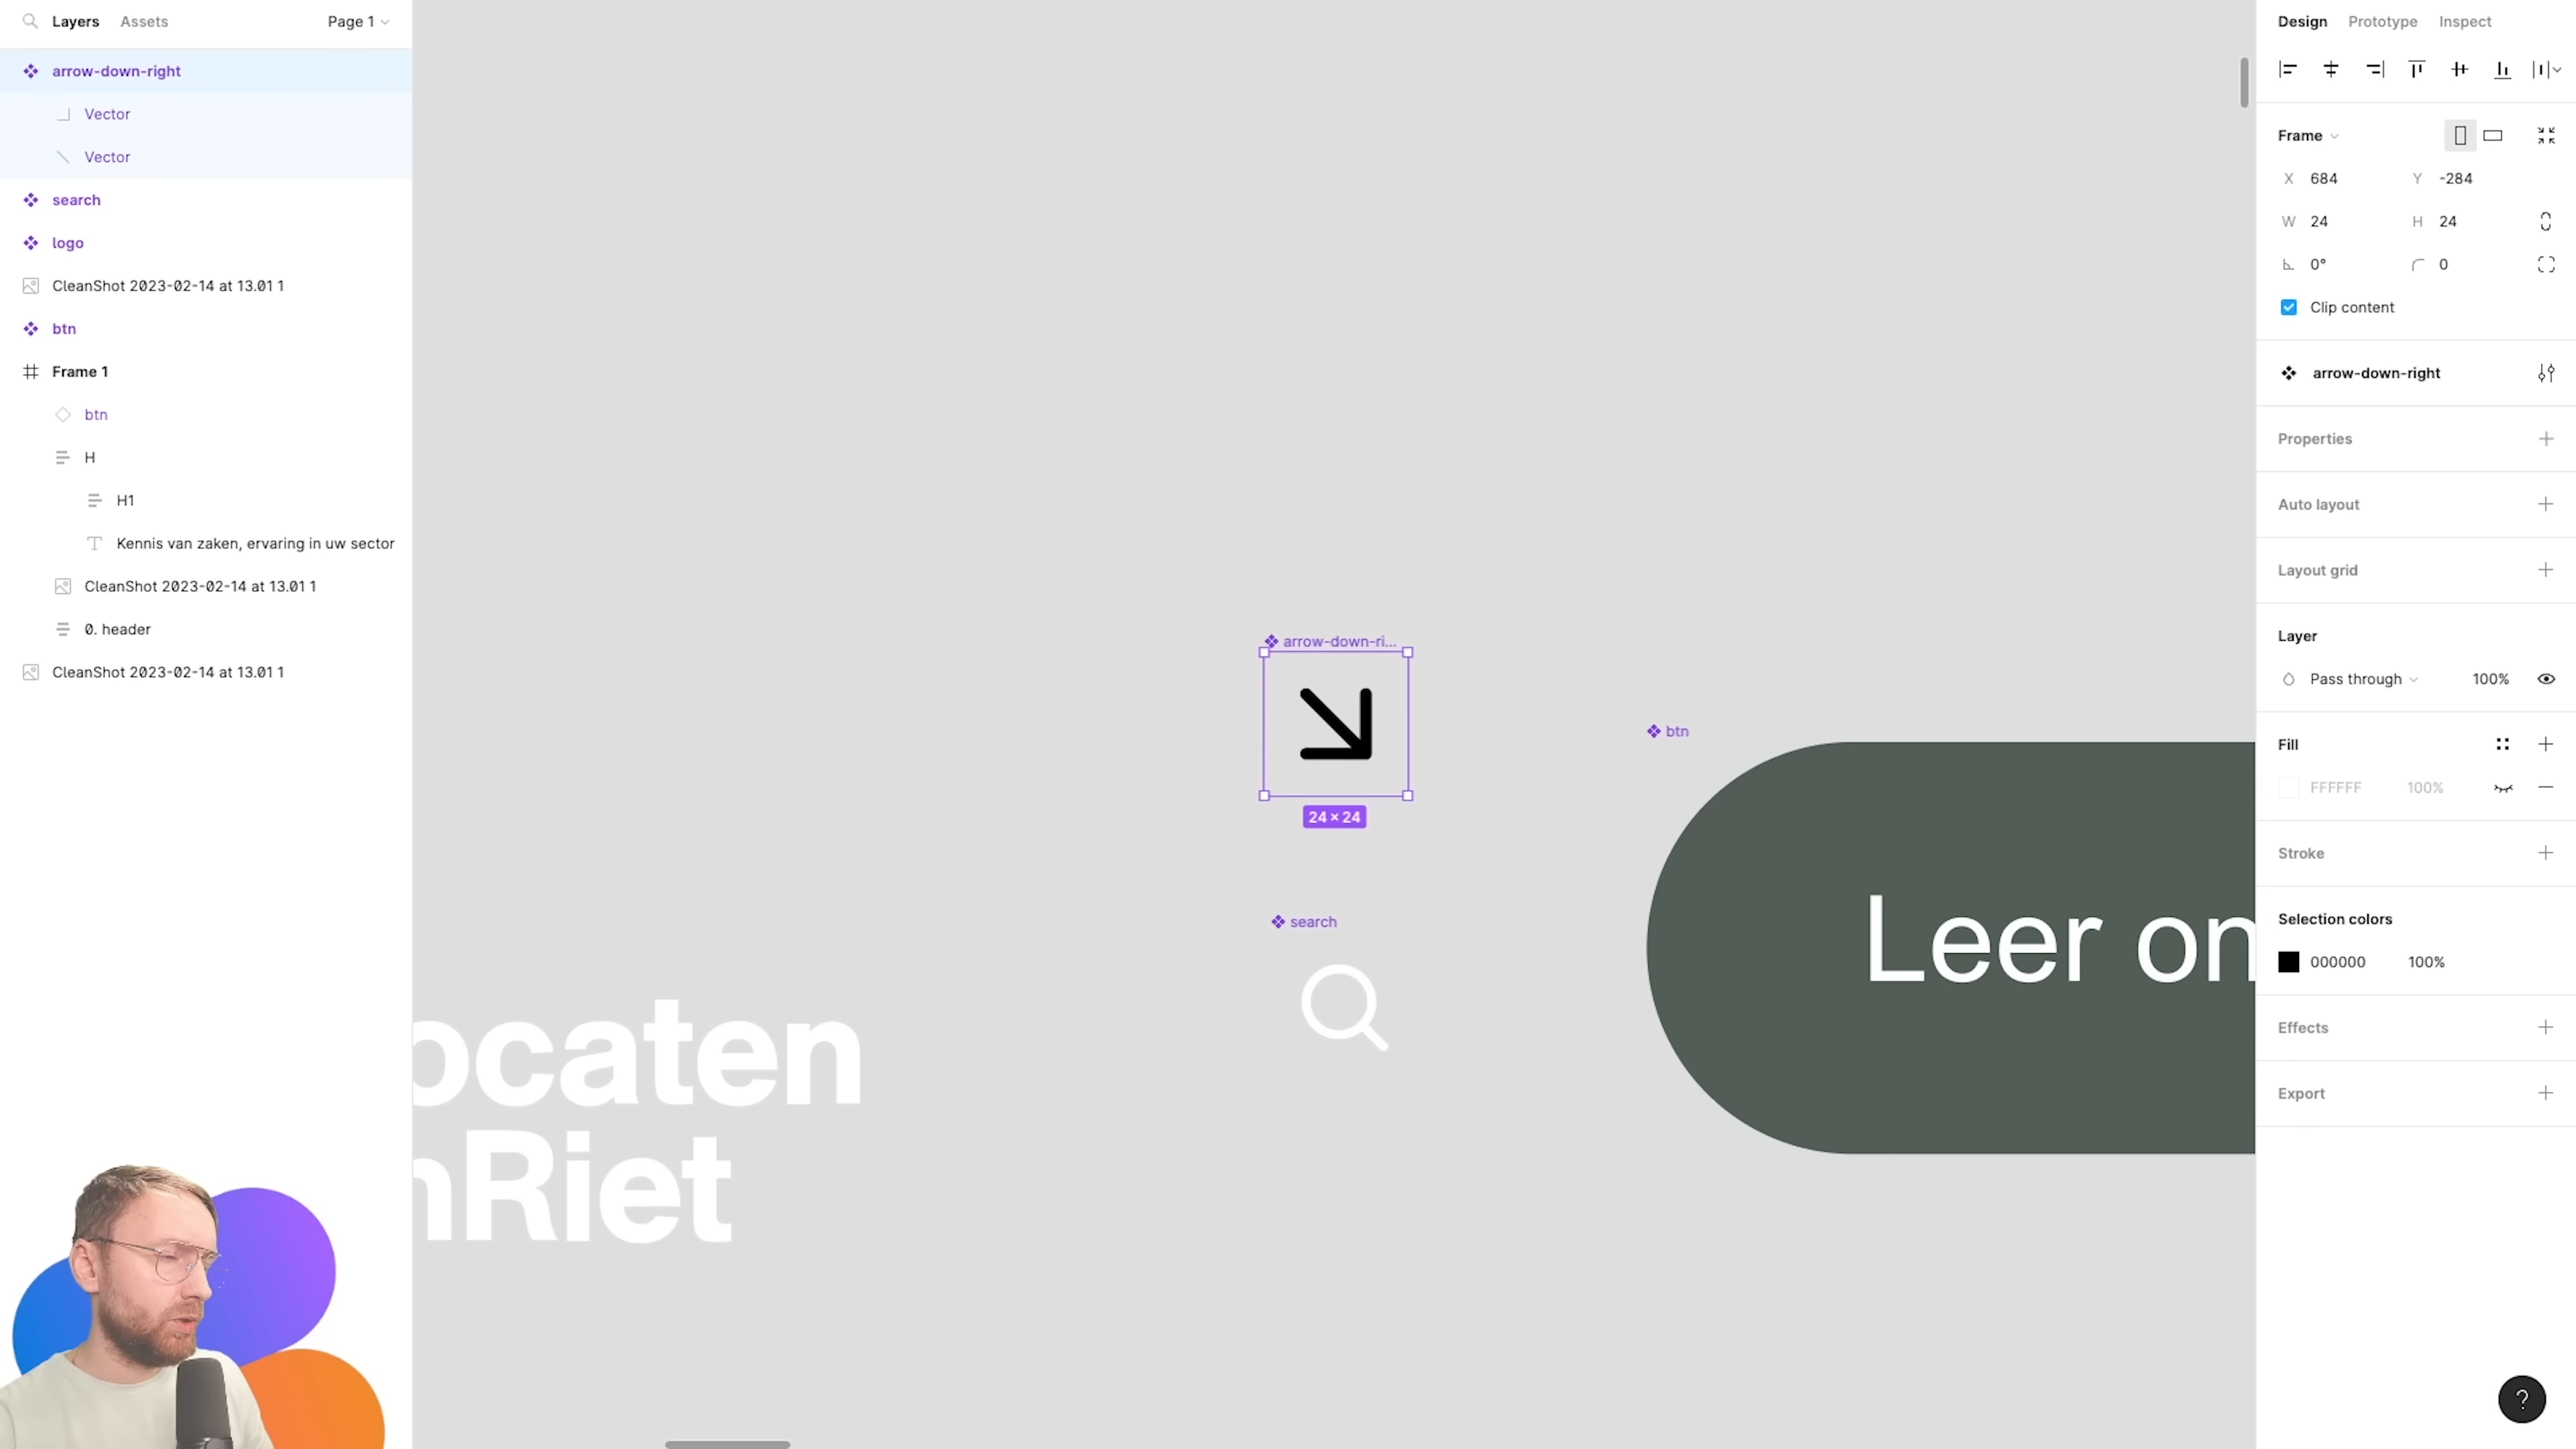 Layers Assets Page 1
arrow-down-right
Vector
Vector
search
logo
CleanShot 2023-02-14 at 13.01 1
btn
Frame 1
btn
H
H1
Kennis van zaken, ervaring in uw sector
CleanShot 2023-02-14 at 13.01 1
0. header
CleanShot 2023-02-14 at 13.01 1
arrow-down-ri...
24 × 24
btn
search
Leer on
ocaten
nRiet
Design Prototype Inspect
Frame
X 684 Y -284
W 24 H 24
0° 0
Clip content
arrow-down-right
Properties
Auto layout
Layout grid
Layer
Pass through 100%
Fill
FFFFFF 100%
Stroke
Selection colors
000000 100%
Effects
Export
?